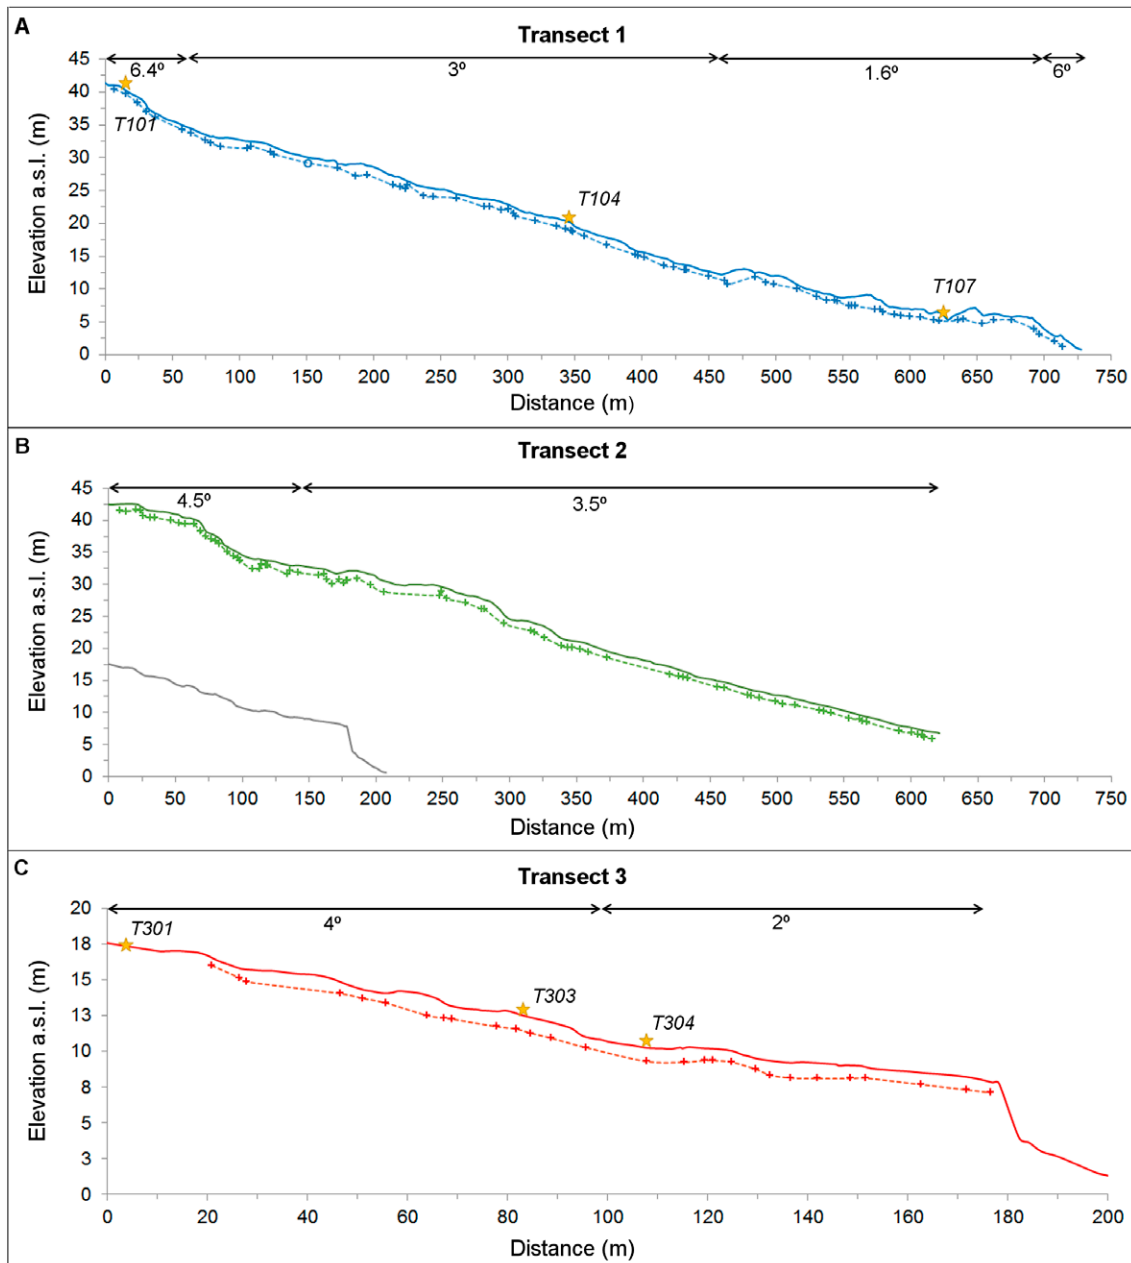 A
Transect 1
6.4º 3º 1.6º 6º
45
40
35
30
25
20
15
10
5
0
Elevation a.s.l. (m)
T101
T104
T107
0 50 100 150 200 250 300 350 400 450 500 550 600 650 700 750
Distance (m)
B
Transect 2
4.5º 3.5º
45
40
35
30
25
20
15
10
5
0
Elevation a.s.l. (m)
0 50 100 150 200 250 300 350 400 450 500 550 600 650 700 750
Distance (m)
C
Transect 3
4º 2º
20
18
15
13
10
8
5
3
0
Elevation a.s.l. (m)
T301
T303
T304
0 20 40 60 80 100 120 140 160 180 200
Distance (m)